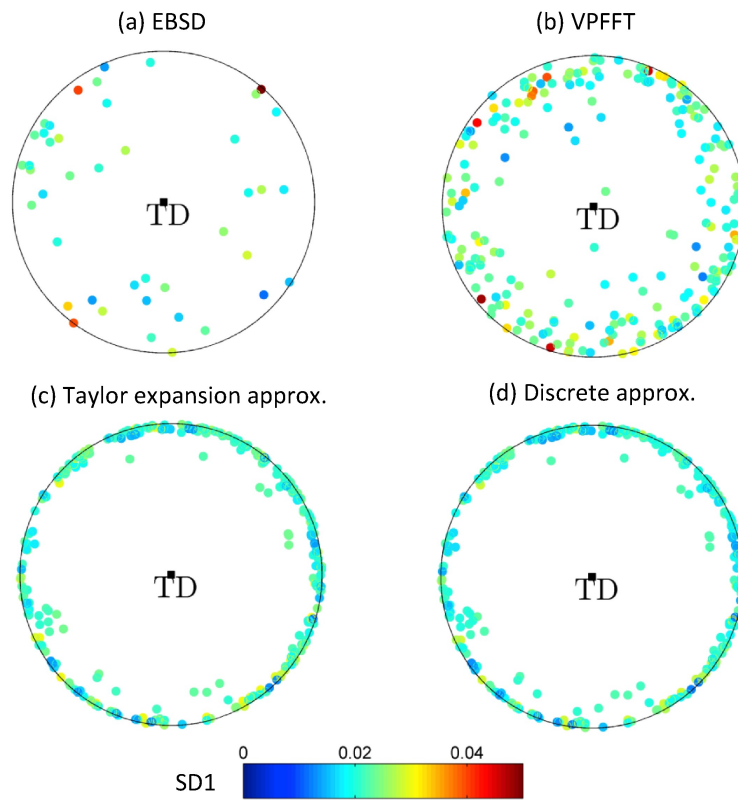 (a) EBSD
(b) VPFFT
TD
TD
(c) Taylor expansion approx.
(d) Discrete approx.
TD
TD
0
0.02
0.04
SD1